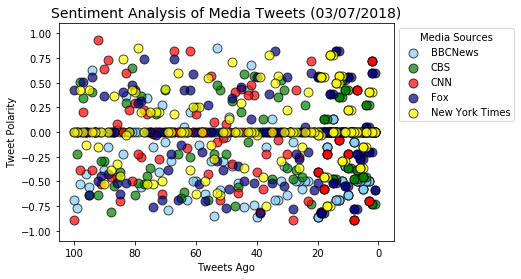 Sentiment Analysis of Media Tweets (03/07/2018)
Media Sources
BBCNews
CBS
CNN
Fox
New York Times
Tweet Polarity
1.00
0.75
0.50
0.25
0.00
−0.25
−0.50
−0.75
−1.00
100 80 60 40 20 0
Tweets Ago